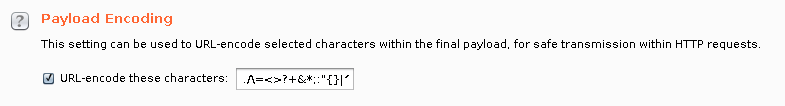 ?
Payload Encoding
This setting can be used to URL-encode selected characters within the final payload, for safe transmission within HTTP requests.
URL-encode these characters: ./\=<>?+&*;:"{}|^